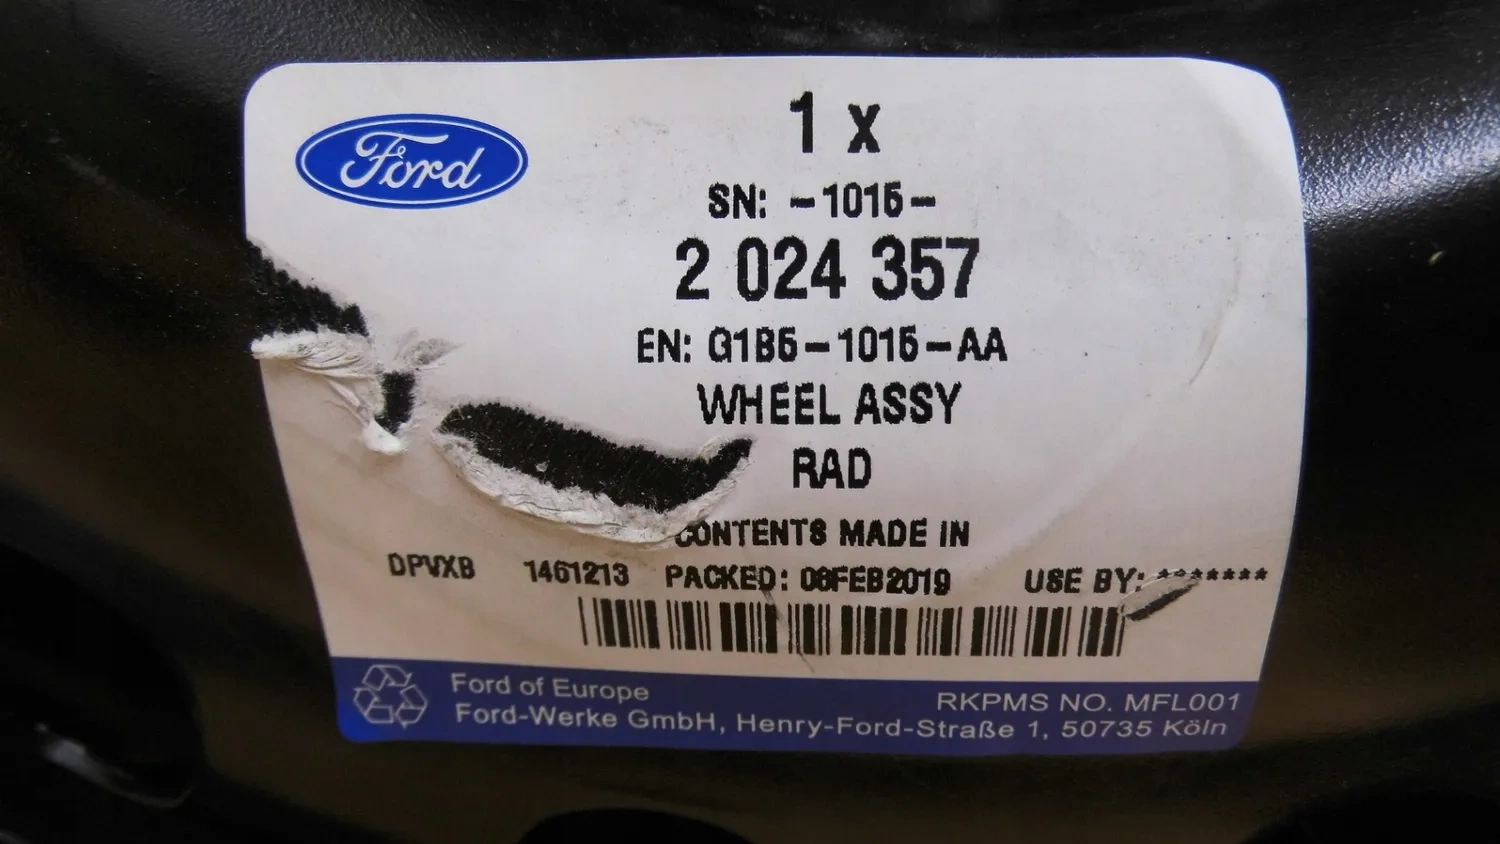 Ford
1 x
SN: -1015-
2 024 357
EN: G1B5-1015-AA
WHEEL ASSY
RAD
CONTENTS MADE IN
DPVXB 1461213 PACKED: 06FEB2019 USE BY: *******
Ford of Europe
RKPMS NO. MFL001
Ford-Werke GmbH, Henry-Ford-Straße 1, 50735 Köln